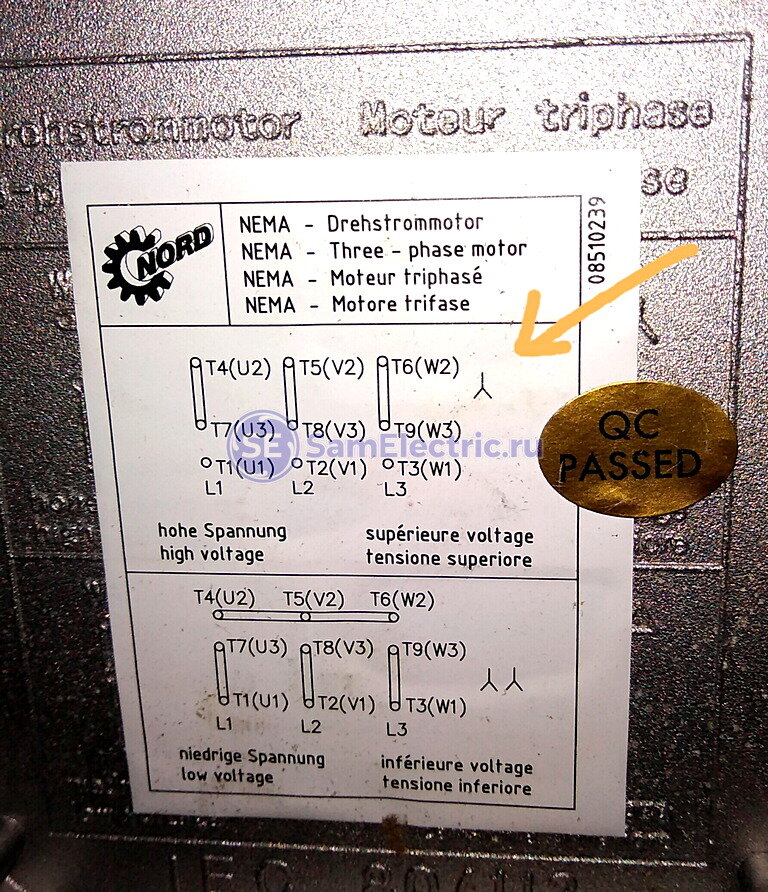 Drehstrommotor Moteur triphase
NORD
NEMA - Drehstrommotor
NEMA - Three - phase motor
NEMA - Moteur triphasé
NEMA - Motore trifase
08510239
T4(U2) T5(V2) T6(W2)
T7(U3) T8(V3) T9(W3)
SE SamElectric.ru
QC
PASSED
T1(U1) T2(V1) T3(W1)
L1 L2 L3
hohe Spannung supérieure voltage
high voltage tensione superiore
T4(U2) T5(V2) T6(W2)
T7(U3) T8(V3) T9(W3)
T1(U1) T2(V1) T3(W1)
L1 L2 L3
niedrige Spannung inférieure voltage
low voltage tensione inferiore
IEC